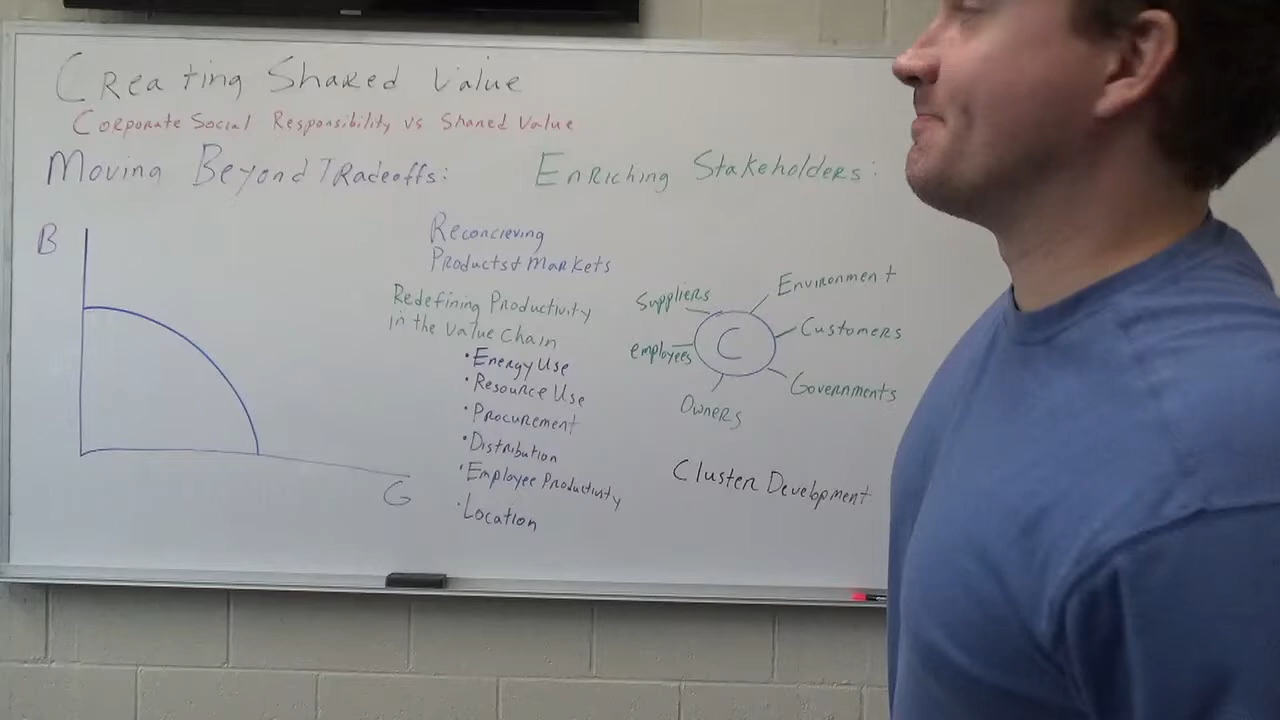 Creating Shared Value
Corporate Social Responsibility vs Shared Value
Moving Beyond Tradeoffs:
B
G
Reconcieving
Products & Markets
Redefining Productivity
in the Value Chain
• Energy Use
• Resource Use
• Procurement
• Distribution
• Employee Productivity
• Location
Enriching Stakeholders:
Suppliers
Environment
employees
C
Customers
Owners
Governments
Cluster Development